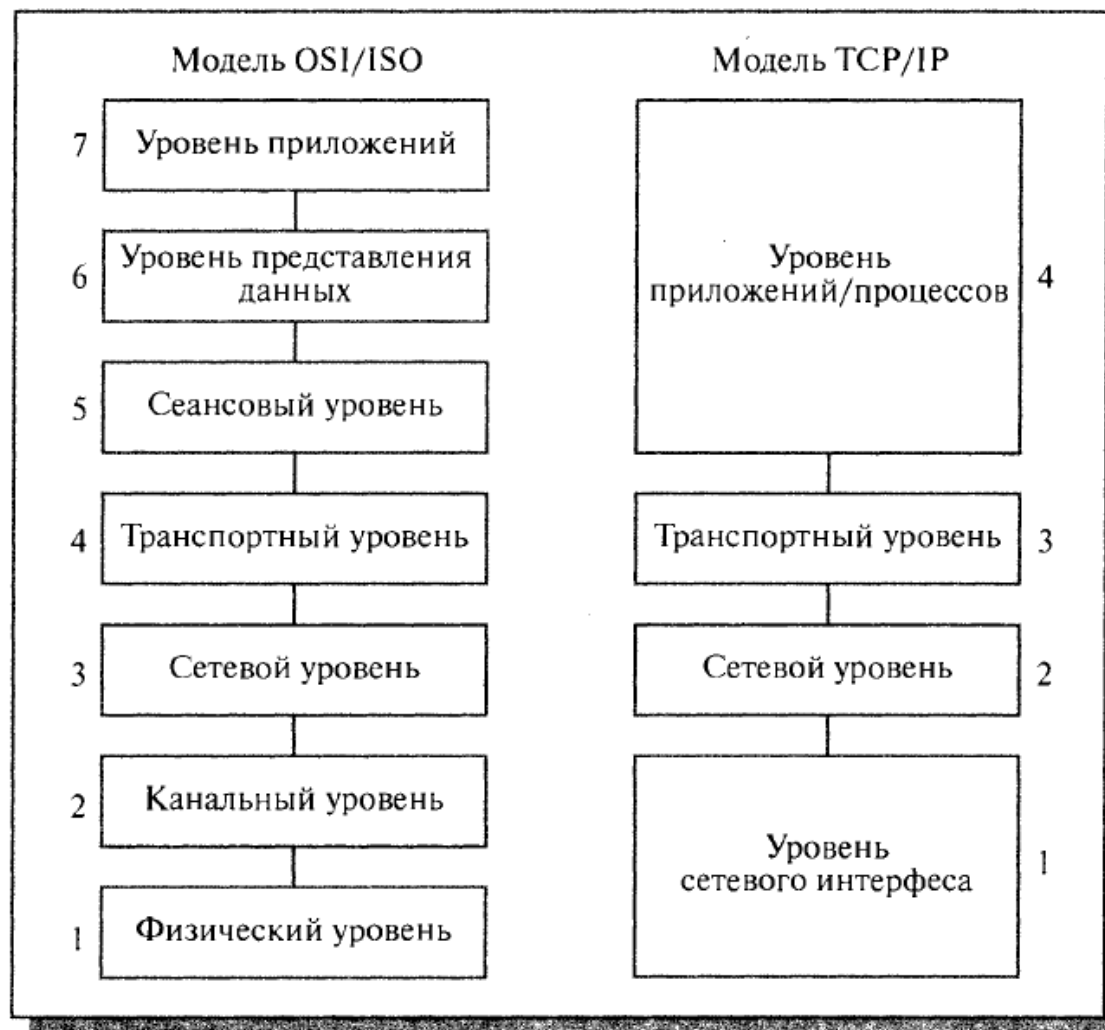 Модель OSI/ISO
7
Уровень приложений
6
Уровень представления
данных
5
Сеансовый уровень
4
Транспортный уровень
3
Сетевой уровень
2
Канальный уровень
1
Физический уровень
Модель TCP/IP
Уровень
приложений/процессов
4
Транспортный уровень
3
Сетевой уровень
2
Уровень
сетевого интерфеса
1